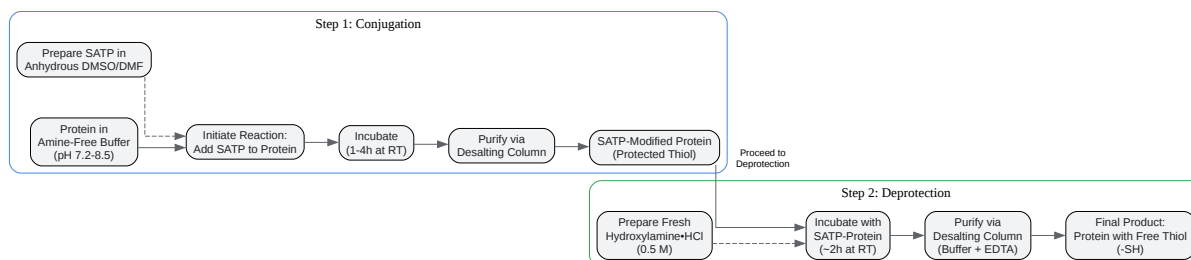 Step 1: Conjugation
Prepare SATP in
Anhydrous DMSO/DMF
Protein in
Amine-Free Buffer
(pH 7.2-8.5)
Initiate Reaction:
Add SATP to Protein
Incubate
(1-4h at RT)
Purify via
Desalting Column
SATP-Modified Protein
(Protected Thiol)
Proceed to
Deprotection
Step 2: Deprotection
Prepare Fresh
Hydroxylamine•HCl
(0.5 M)
Incubate with
SATP-Protein
(~2h at RT)
Purify via
Desalting Column
(Buffer + EDTA)
Final Product:
Protein with Free Thiol
(-SH)